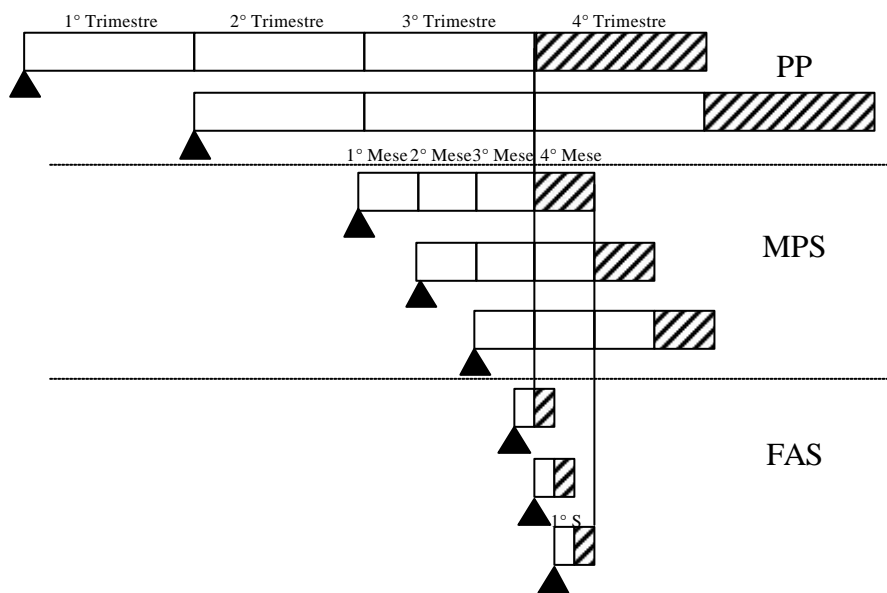 1° Trimestre 2° Trimestre 3° Trimestre 4° Trimestre
PP
1° Mese 2° Mese 3° Mese 4° Mese
MPS
FAS
1° S